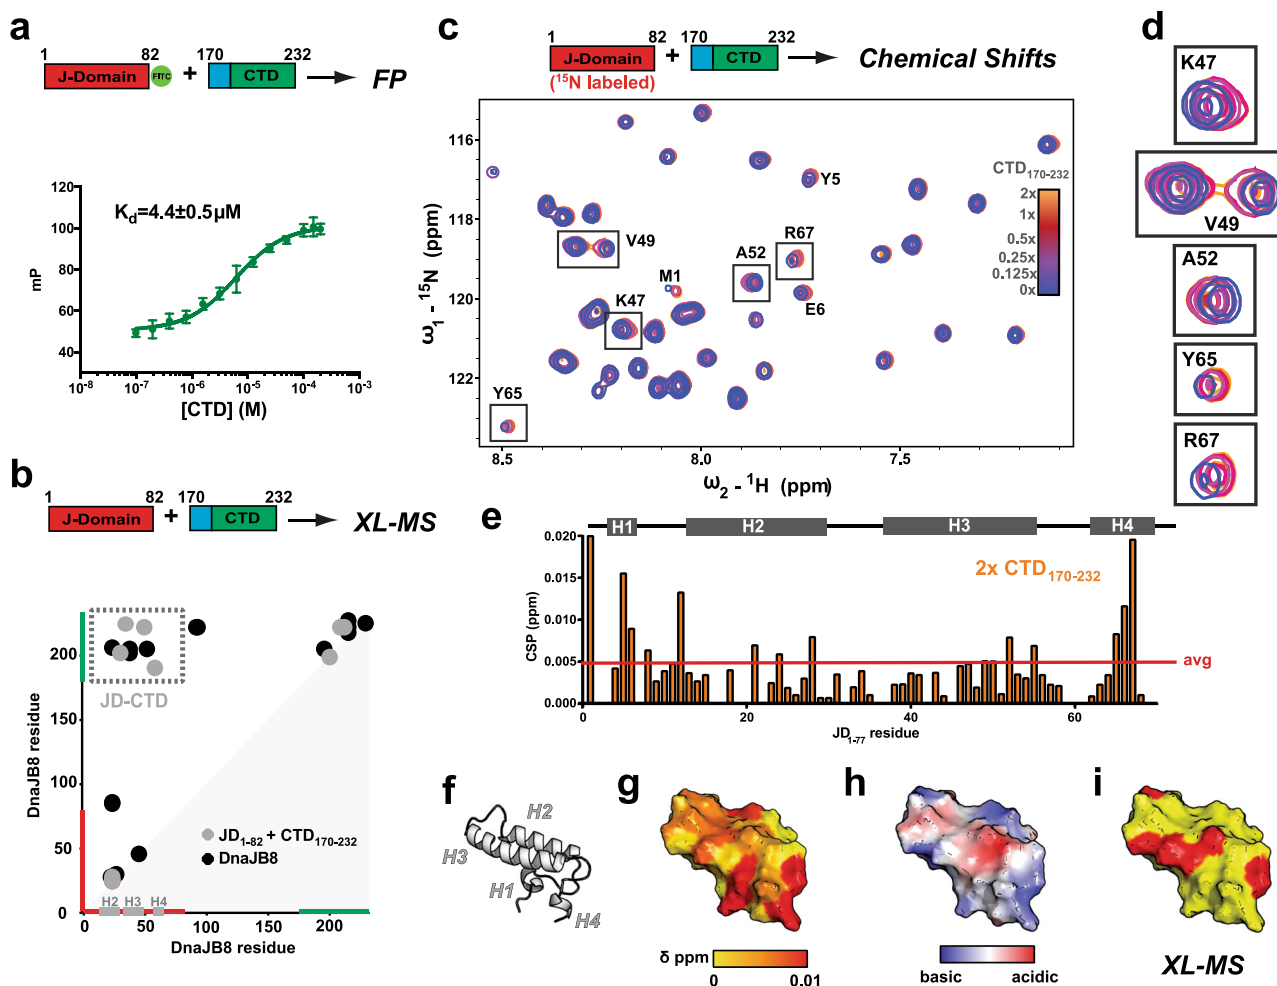 a
1 82 170 232
J-Domain FITC + CTD FP
120
100
80
60
40
mP
Kd=4.4±0.5µM
10-8 10-7 10-6 10-5 10-4 10-3
[CTD] (M)
b
1 82 170 232
J-Domain + CTD XL-MS
200
150
100
50
0
DnaJB8 residue
JD-CTD
JD1-82 + CTD170-232
DnaJB8
H2 H3 H4
0 50 100 150 200
DnaJB8 residue
c
1 82 170 232
J-Domain + CTD Chemical Shifts
(15N labeled)
116
118
120
122
ω1 - 15N (ppm)
Y5
V49
R67
A52
M1
E6
K47
Y65
CTD170-232
2x
1x
0.5x
0.25x
0.125x
0x
8.5 8.0 7.5
ω2 - 1H (ppm)
d
K47
V49
A52
Y65
R67
e
H1 H2 H3 H4
0.020
0.015
0.010
0.005
0.000
CSP (ppm)
2x CTD170-232
avg
0 20 40 60
JD1-77 residue
f
H2
H3
H1
H4
g
δ ppm
0 0.01
h
basic acidic
i
XL-MS